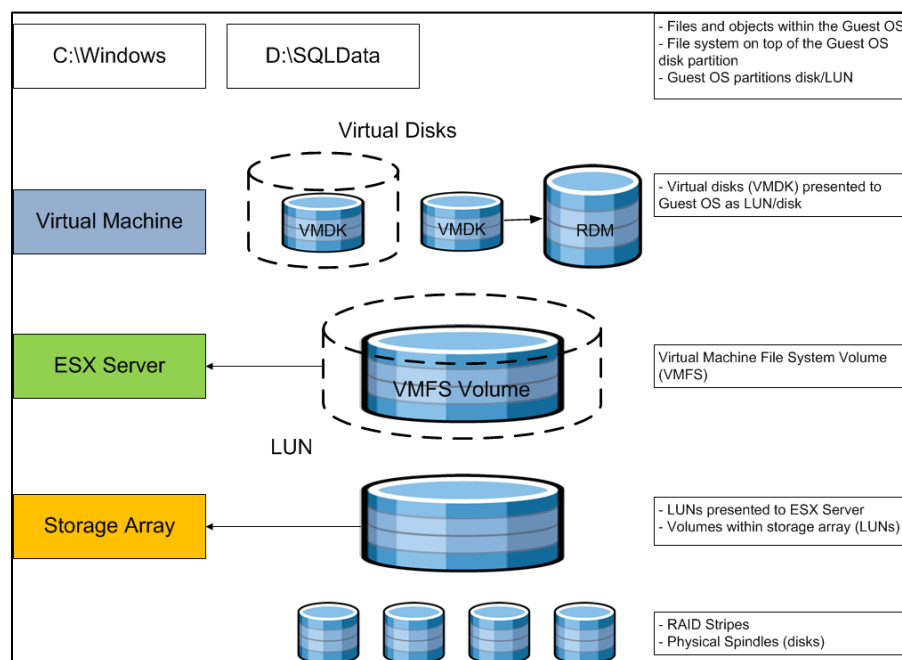 C:\Windows
D:\SQLData
- Files and objects within the Guest OS
- File system on top of the Guest OS
disk partition
- Guest OS partitions disk/LUN
Virtual Disks
Virtual Machine
VMDK
VMDK
RDM
- Virtual disks (VMDK) presented to
Guest OS as LUN/disk
ESX Server
VMFS Volume
Virtual Machine File System Volume
(VMFS)
LUN
Storage Array
- LUNs presented to ESX Server
- Volumes within storage array (LUNs)
- RAID Stripes
- Physical Spindles (disks)